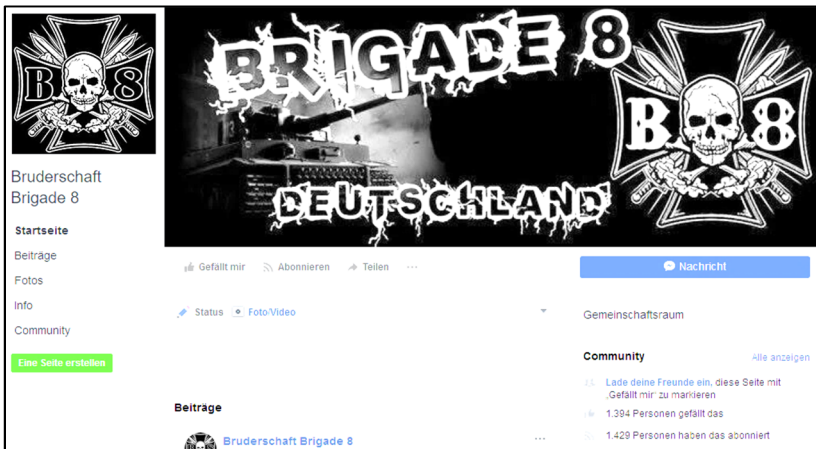 B 8
BRIGADE 8
B 8
DEUTSCHLAND
Bruderschaft
Brigade 8
Startseite
Beiträge
Fotos
Info
Community
Eine Seite erstellen
Gefällt mir Abonnieren Teilen ...
Nachricht
Status Foto/Video
Gemeinschaftsraum
Community Alle anzeigen
Lade deine Freunde ein, diese Seite mit
„Gefällt mir“ zu markieren
1.394 Personen gefällt das
1.429 Personen haben das abonniert
Beiträge
Bruderschaft Brigade 8 ...